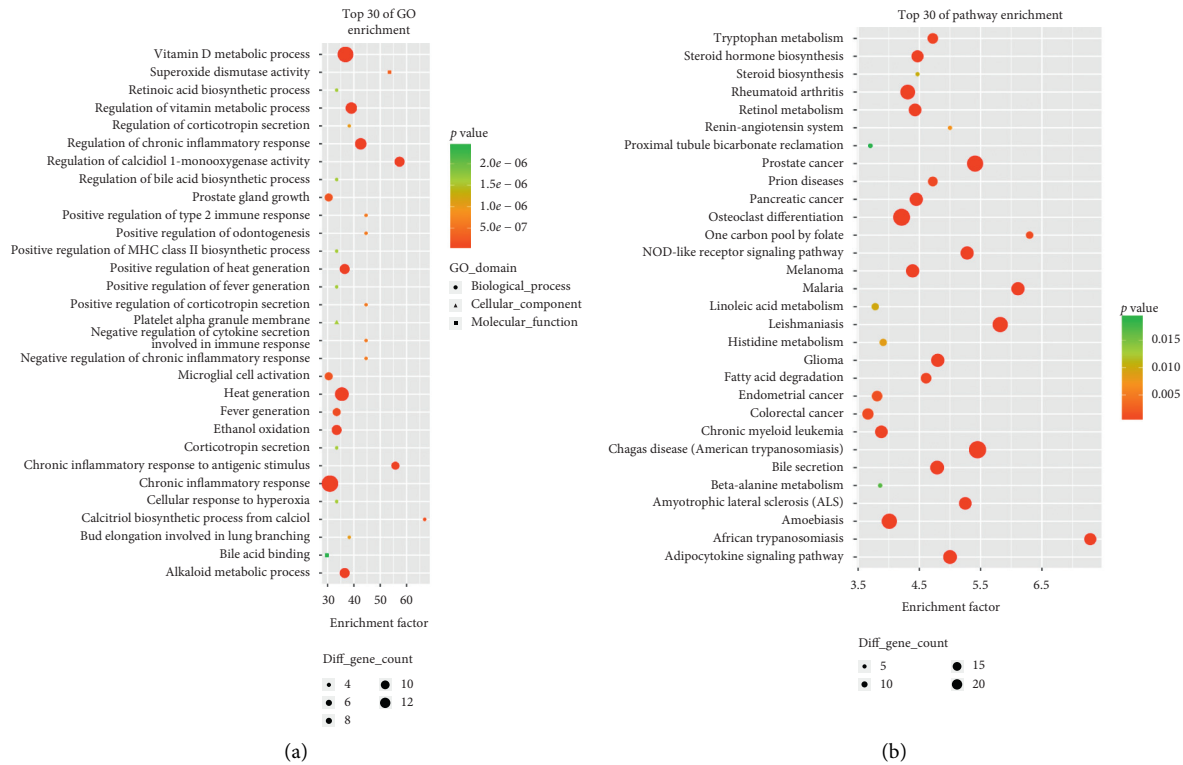 Top 30 of GO
enrichment
Vitamin D metabolic process
Superoxide dismutase activity
Retinoic acid biosynthetic process
Regulation of vitamin metabolic process
Regulation of corticotropin secretion
Regulation of chronic inflammatory response
Regulation of calcidiol 1-monooxygenase activity
Regulation of bile acid biosynthetic process
Prostate gland growth
Positive regulation of type 2 immune response
Positive regulation of odontogenesis
Positive regulation of MHC class II biosynthetic process
Positive regulation of heat generation
Positive regulation of fever generation
Positive regulation of corticotropin secretion
Platelet alpha granule membrane
Negative regulation of cytokine secretion
involved in immune response
Negative regulation of chronic inflammatory response
Microglial cell activation
Heat generation
Fever generation
Ethanol oxidation
Corticotropin secretion
Chronic inflammatory response to antigenic stimulus
Chronic inflammatory response
Cellular response to hyperoxia
Calcitriol biosynthetic process from calciol
Bud elongation involved in lung branching
Bile acid binding
Alkaloid metabolic process
30 40 50 60
Enrichment factor
p value
2.0e − 06
1.5e − 06
1.0e − 06
5.0e − 07
GO_domain
Biological_process
Cellular_component
Molecular_function
Diff_gene_count
4 10
6 12
8
(a)
Top 30 of pathway enrichment
Tryptophan metabolism
Steroid hormone biosynthesis
Steroid biosynthesis
Rheumatoid arthritis
Retinol metabolism
Renin-angiotensin system
Proximal tubule bicarbonate reclamation
Prostate cancer
Prion diseases
Pancreatic cancer
Osteoclast differentiation
One carbon pool by folate
NOD-like receptor signaling pathway
Melanoma
Malaria
Linoleic acid metabolism
Leishmaniasis
Histidine metabolism
Glioma
Fatty acid degradation
Endometrial cancer
Colorectal cancer
Chronic myeloid leukemia
Chagas disease (American trypanosomiasis)
Bile secretion
Beta-alanine metabolism
Amyotrophic lateral sclerosis (ALS)
Amoebiasis
African trypanosomiasis
Adipocytokine signaling pathway
3.5 4.5 5.5 6.5
Enrichment factor
p value
0.015
0.010
0.005
Diff_gene_count
5 15
10 20
(b)